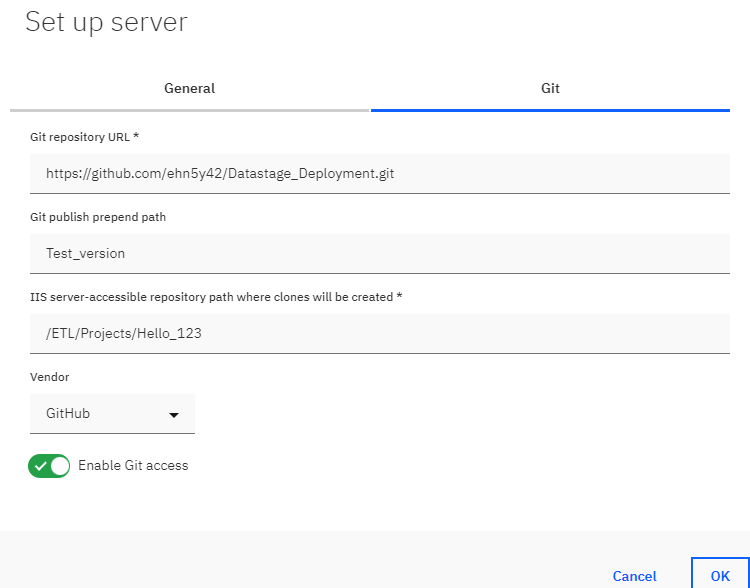 Set up server
General
Git
Git repository URL *
https://github.com/ehn5y42/Datastage_Deployment.git
Git publish prepend path
Test_version
IIS server-accessible repository path where clones will be created *
/ETL/Projects/Hello_123
Vendor
GitHub
Enable Git access
Cancel
OK